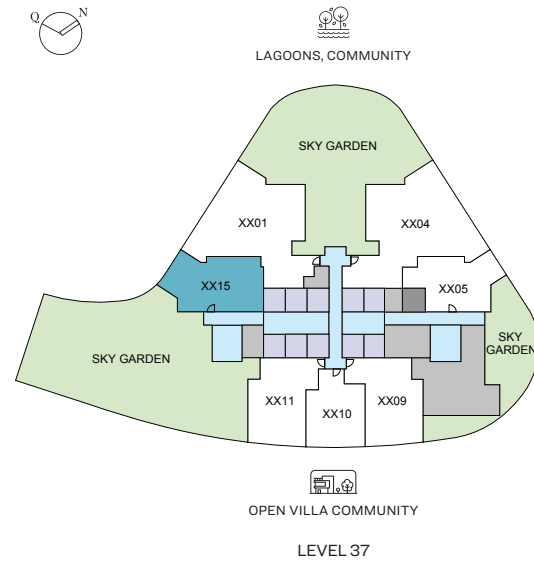 Q N
LAGOONS, COMMUNITY
SKY GARDEN
XX01
XX04
XX15
XX05
SKY GARDEN
SKY
GARDEN
XX11
XX10
XX09
OPEN VILLA COMMUNITY
LEVEL 37